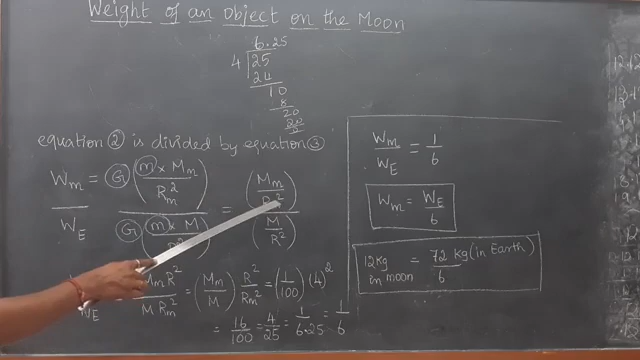 Weight of an Object on the Moon
6.25
4 25
24
10
8
20
20
equation ② is divided by equation ③
Wm/WE = G (m × Mm / Rm²) / G (m × M / R²) = (Mm / Rm²) / (M / R²)
WE = Mm R² / M Rm² = (Mm / M) R² / Rm² = (1/100) (4)²
= 16/100 = 4/25 = 1/6.25 = 1/6
Wm/WE = 1/6
Wm = WE/6
12Kg in moon = 72 Kg (in Earth) / 6